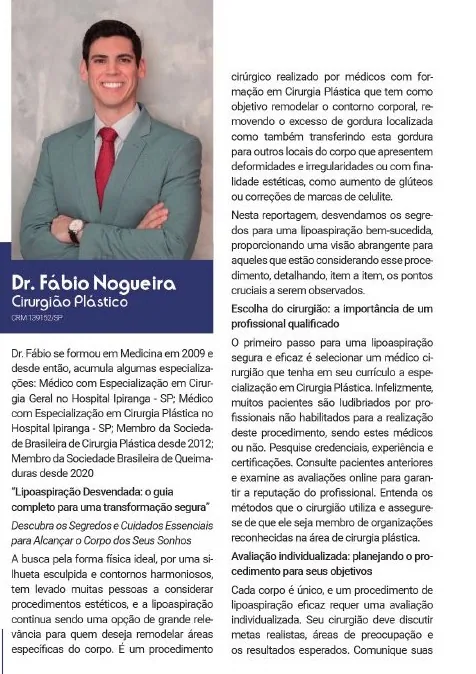 Dr. Fábio Nogueira
Cirurgião Plástico
CRM 139152/SP
Dr. Fábio se formou em Medicina em 2009 e
desde então, acumula algumas especializa-
ções: Médico com Especialização em Cirur-
gia Geral no Hospital Ipiranga - SP; Médico
com Especialização em Cirurgia Plástica no
Hospital Ipiranga - SP; Membro da Socieda-
de Brasileira de Cirurgia Plástica desde 2012;
Membro da Sociedade Brasileira de Queima-
duras desde 2020
“Lipoaspiração Desvendada: o guia
completo para uma transformação segura”
Descubra os Segredos e Cuidados Essenciais
para Alcançar o Corpo dos Seus Sonhos
A busca pela forma física ideal, por uma si-
lhueta esculpida e contornos harmoniosos,
tem levado muitas pessoas a considerar
procedimentos estéticos, e a lipoaspiração
continua sendo uma opção de grande rele-
vância para quem deseja remodelar áreas
específicas do corpo. É um procedimento
cirúrgico realizado por médicos com for-
mação em Cirurgia Plástica que tem como
objetivo remodelar o contorno corporal, re-
movendo o excesso de gordura localizada
como também transferindo esta gordura
para outros locais do corpo que apresentem
deformidades e irregularidades ou com fina-
lidade estéticas, como aumento de glúteos
ou correções de marcas de celulite.
Nesta reportagem, desvendamos os segre-
dos para uma lipoaspiração bem-sucedida,
proporcionando uma visão abrangente para
aqueles que estão considerando esse proce-
dimento, detalhando, item a item, os pontos
cruciais a serem observados.
Escolha do cirurgião: a importância de um
profissional qualificado
O primeiro passo para uma lipoaspiração
segura e eficaz é selecionar um médico ci-
rurgião que tenha em seu currículo a espe-
cialização em Cirurgia Plástica. Infelizmente,
muitos pacientes são ludibriados por pro-
fissionais não habilitados para a realização
deste procedimento, sendo estes médicos
ou não. Pesquise credenciais, experiência e
certificações. Consulte pacientes anteriores
e examine as avaliações online para garan-
tir a reputação do profissional. Entenda os
métodos que o cirurgião utiliza e assegure-
se de que ele seja membro de organizações
reconhecidas na área de cirurgia plástica.
Avaliação individualizada: planejando o pro-
cedimento para seus objetivos
Cada corpo é único, e um procedimento de
lipoaspiração eficaz requer uma avaliação
individualizada. Seu cirurgião deve discutir
metas realistas, áreas de preocupação e
os resultados esperados. Comunique suas